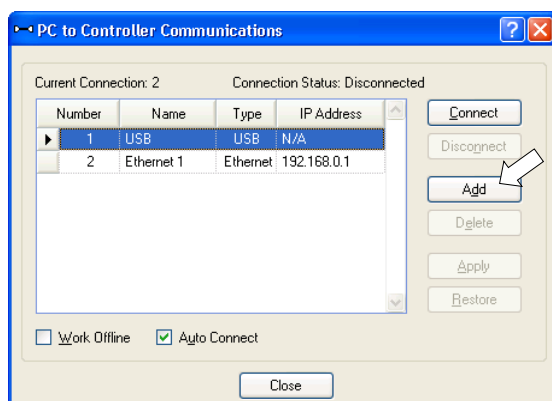 PC to Controller Communications
Current Connection: 2 Connection Status: Disconnected
Number Name Type IP Address
1 USB USB N/A
2 Ethernet 1 Ethernet 192.168.0.1
Connect
Disconnect
Add
Delete
Apply
Restore
Work Offline Auto Connect
Close